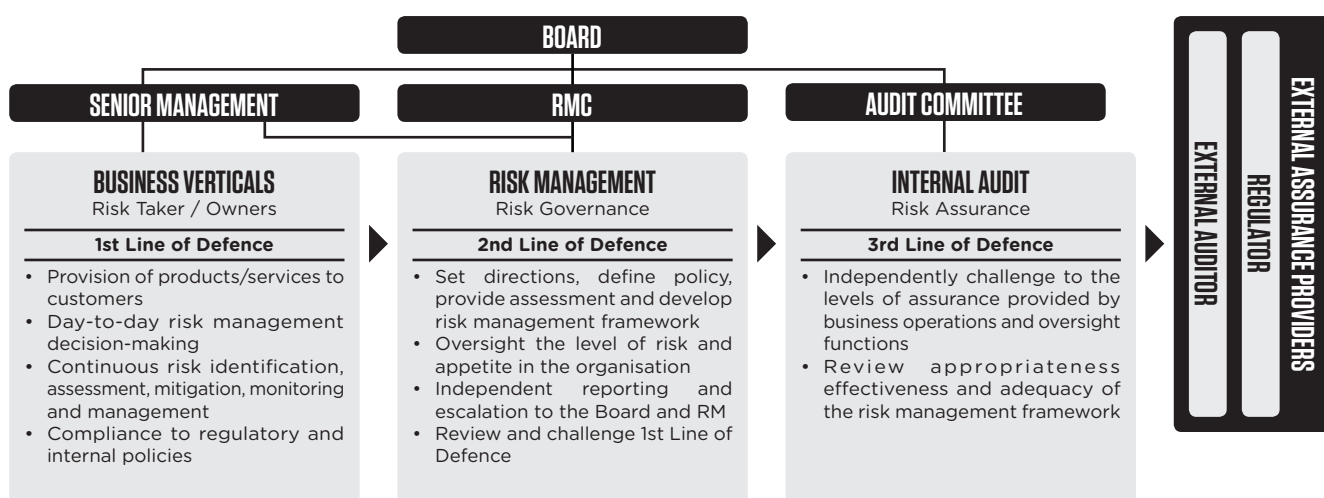 BOARD
SENIOR MANAGEMENT
RMC
AUDIT COMMITTEE
BUSINESS VERTICALS
Risk Taker / Owners
1st Line of Defence
• Provision of products/services to
customers
• Day-to-day risk management
decision-making
• Continuous risk identification,
assessment, mitigation, monitoring
and management
• Compliance to regulatory and
internal policies
RISK MANAGEMENT
Risk Governance
2nd Line of Defence
• Set directions, define policy,
provide assessment and develop
risk management framework
• Oversight the level of risk and
appetite in the organisation
• Independent reporting and
escalation to the Board and RM
• Review and challenge 1st Line of
Defence
INTERNAL AUDIT
Risk Assurance
3rd Line of Defence
• Independently challenge to the
levels of assurance provided by
business operations and oversight
functions
• Review appropriateness
effectiveness and adequacy of
the risk management framework
EXTERNAL AUDITOR
REGULATOR
EXTERNAL ASSURANCE PROVIDERS